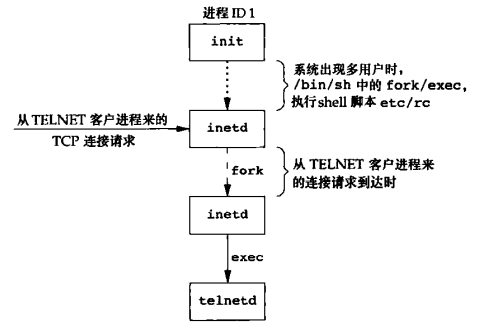 进程 ID 1
init
系统出现多用户时，
/bin/sh 中的 fork/exec，
执行shell 脚本 etc/rc
从 TELNET 客户进程来的
TCP 连接请求
inetd
fork
从 TELNET 客户进程来
的连接请求到达时
inetd
exec
telnetd